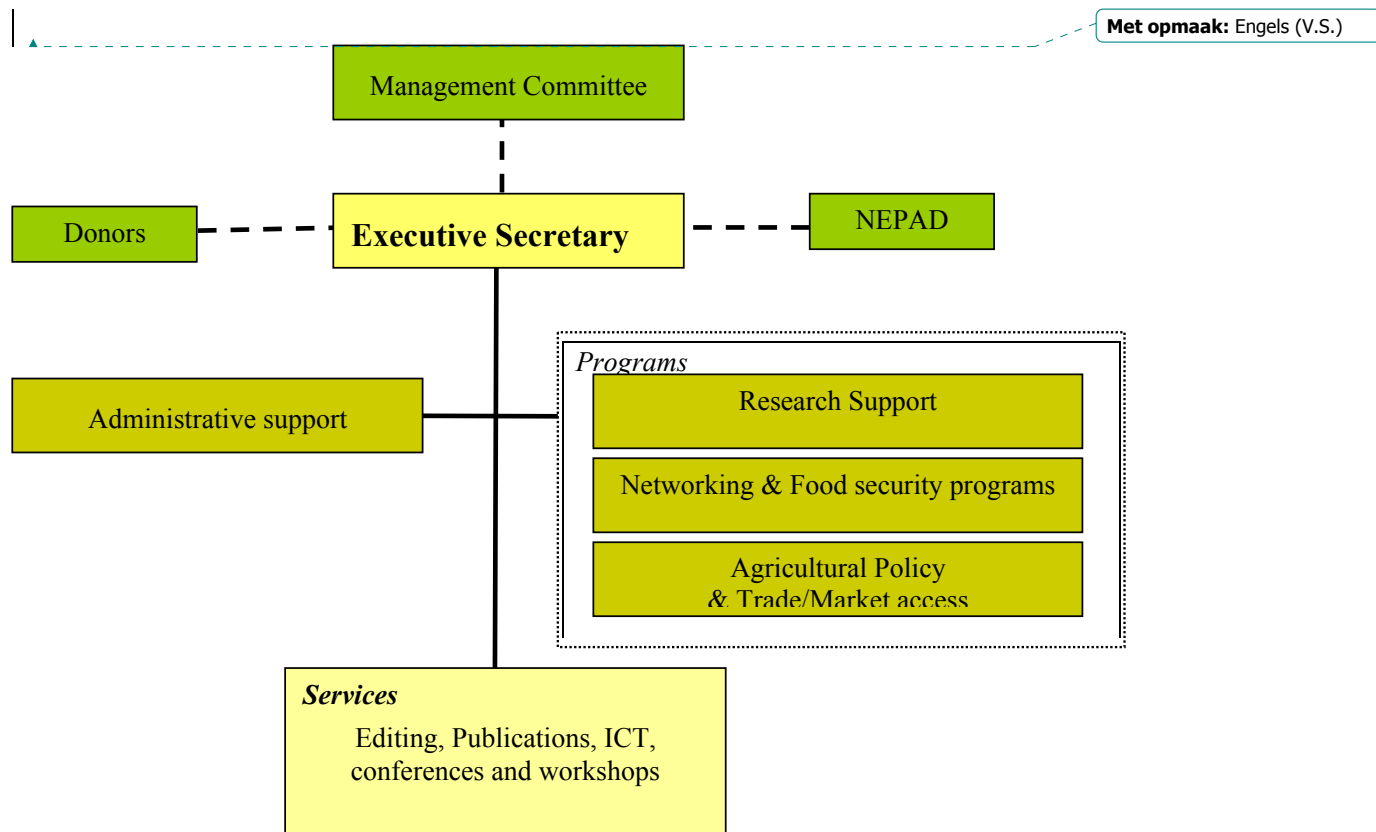 Met opmaak: Engels (V.S.)
Management Committee
Donors
Executive Secretary
NEPAD
Programs
Administrative support
Research Support
Networking & Food security programs
Agricultural Policy
& Trade/Market access
Services
Editing, Publications, ICT,
conferences and workshops